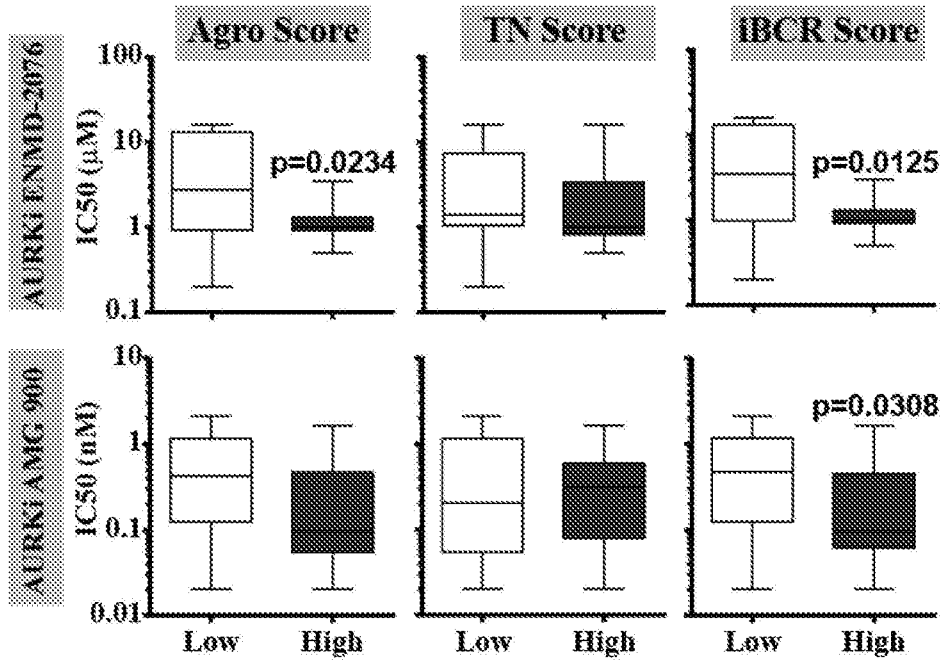 Agro Score
TN Score
iBCR Score
AURKi ENMD-2076
IC50 (μM)
100
10
1
0.1
p=0.0234
p=0.0125
AURKi AMG 900
IC50 (nM)
10
1
0.1
0.01
p=0.0308
Low High Low High Low High